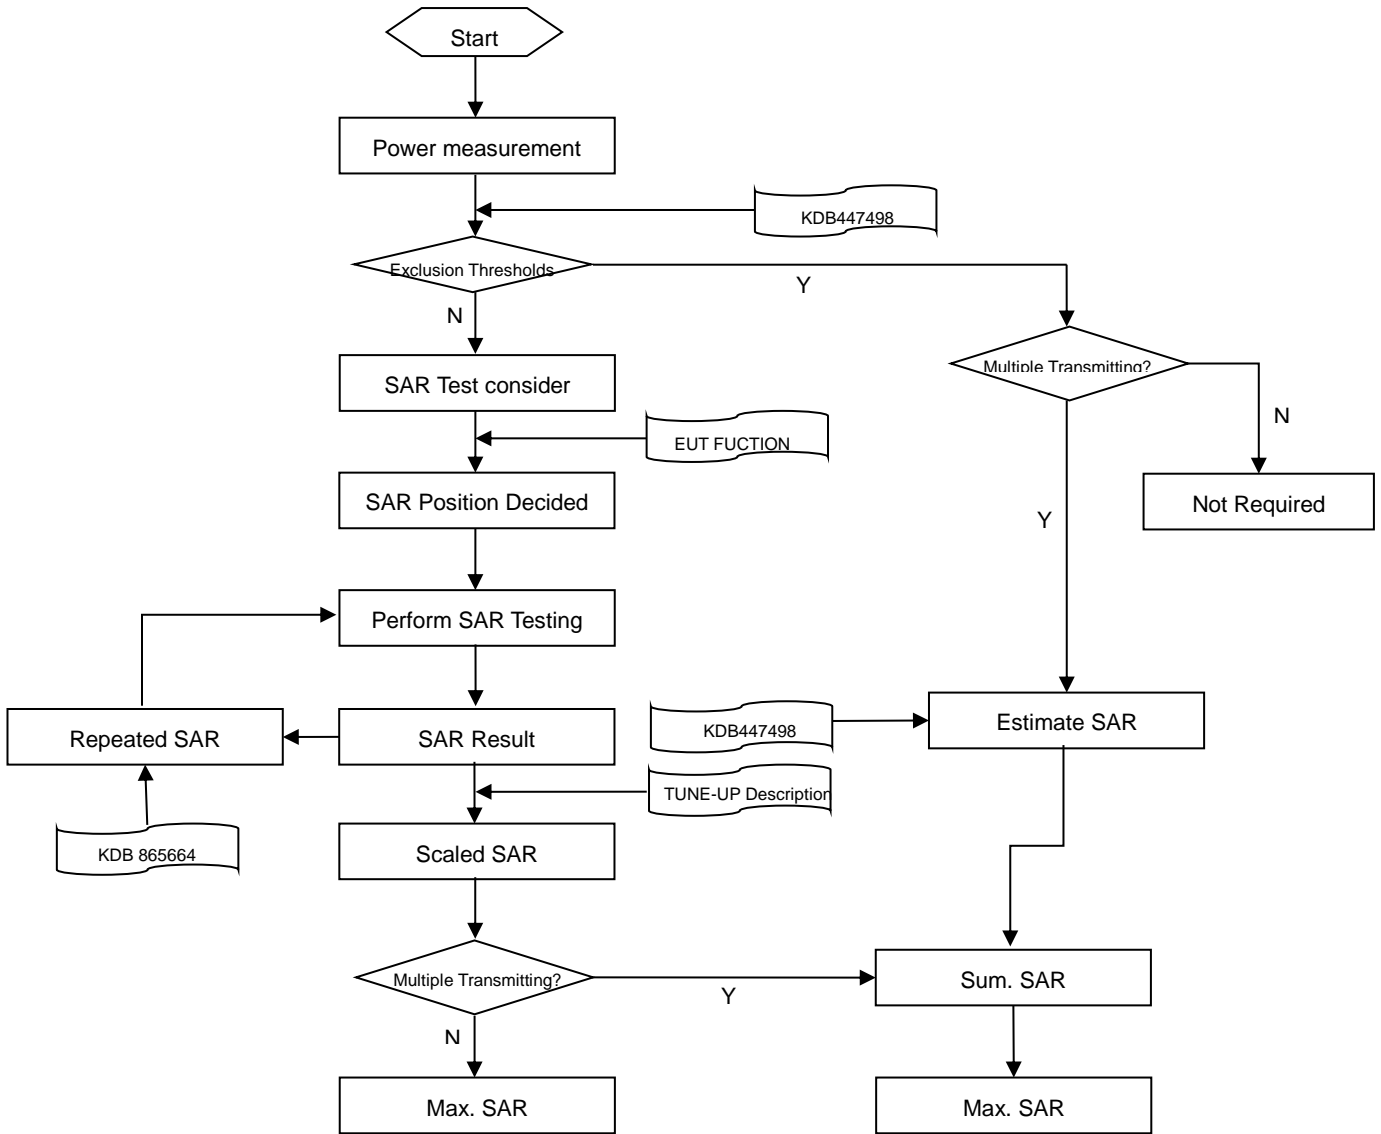 Start
Power measurement
KDB447498
Exclusion Thresholds
Y
N
Multiple Transmitting?
SAR Test consider
N
EUT FUCTION
SAR Position Decided
Not Required
Y
Perform SAR Testing
Repeated SAR
SAR Result
KDB447498
Estimate SAR
TUNE-UP Description
KDB 865664
Scaled SAR
Multiple Transmitting?
Y
Sum. SAR
N
Max. SAR
Max. SAR